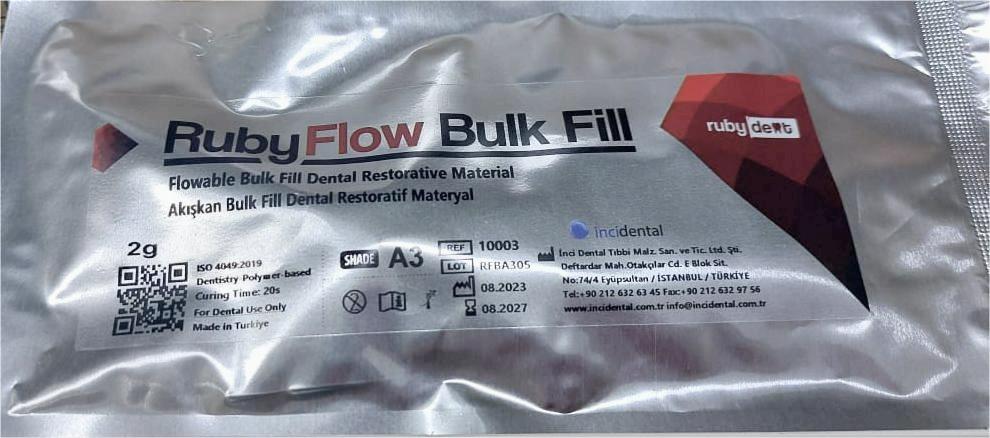 RubyFlow Bulk Fill
ruby dent
Flowable Bulk Fill Dental Restorative Material
Akışkan Bulk Fill Dental Restoratif Materyal
2g
ISO 4049:2019
Dentistry Polymer-based
Curing Time: 20s
For Dental Use Only
Made in Turkiye
SHADE A3
REF 10003
LOT RFBA305
08.2023
08.2027
incidental
İnci Dental Tıbbi Malz. San. ve Tic. Ltd. Şti.
Defterdar Mah.Otakçılar Cd. E Blok Sit.
No:74/4 Eyüpsultan / İSTANBUL / TÜRKİYE
Tel:+90 212 632 63 45 Fax:+90 212 632 97 56
www.incidental.com.tr info@incidental.com.tr